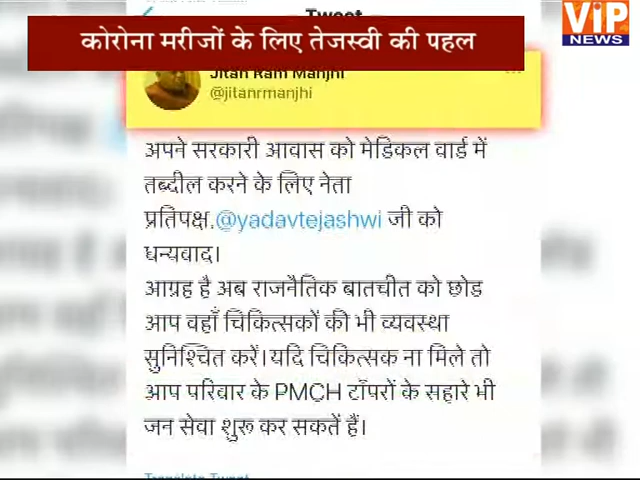 Tweet
कोरोना मरीजों के लिए तेजस्वी की पहल
VIP
NEWS
Jitan Ram Manjhi
@jitanrmanjhi
अपने सरकारी आवास को मेडिकल वार्ड में
तब्दील करने के लिए नेता
प्रतिपक्ष,@yadavtejashwi जी को
धन्यवाद।
आग्रह है अब राजनैतिक बातचीत को छोड
आप वहाँ चिकित्सकों की भी व्यवस्था
सुनिश्चित करें।यदि चिकित्सक ना मिले तो
आप परिवार के PMCH टॉपरों के सहारे भी
जन सेवा शुरू कर सकतें हैं।
Translate Tweet